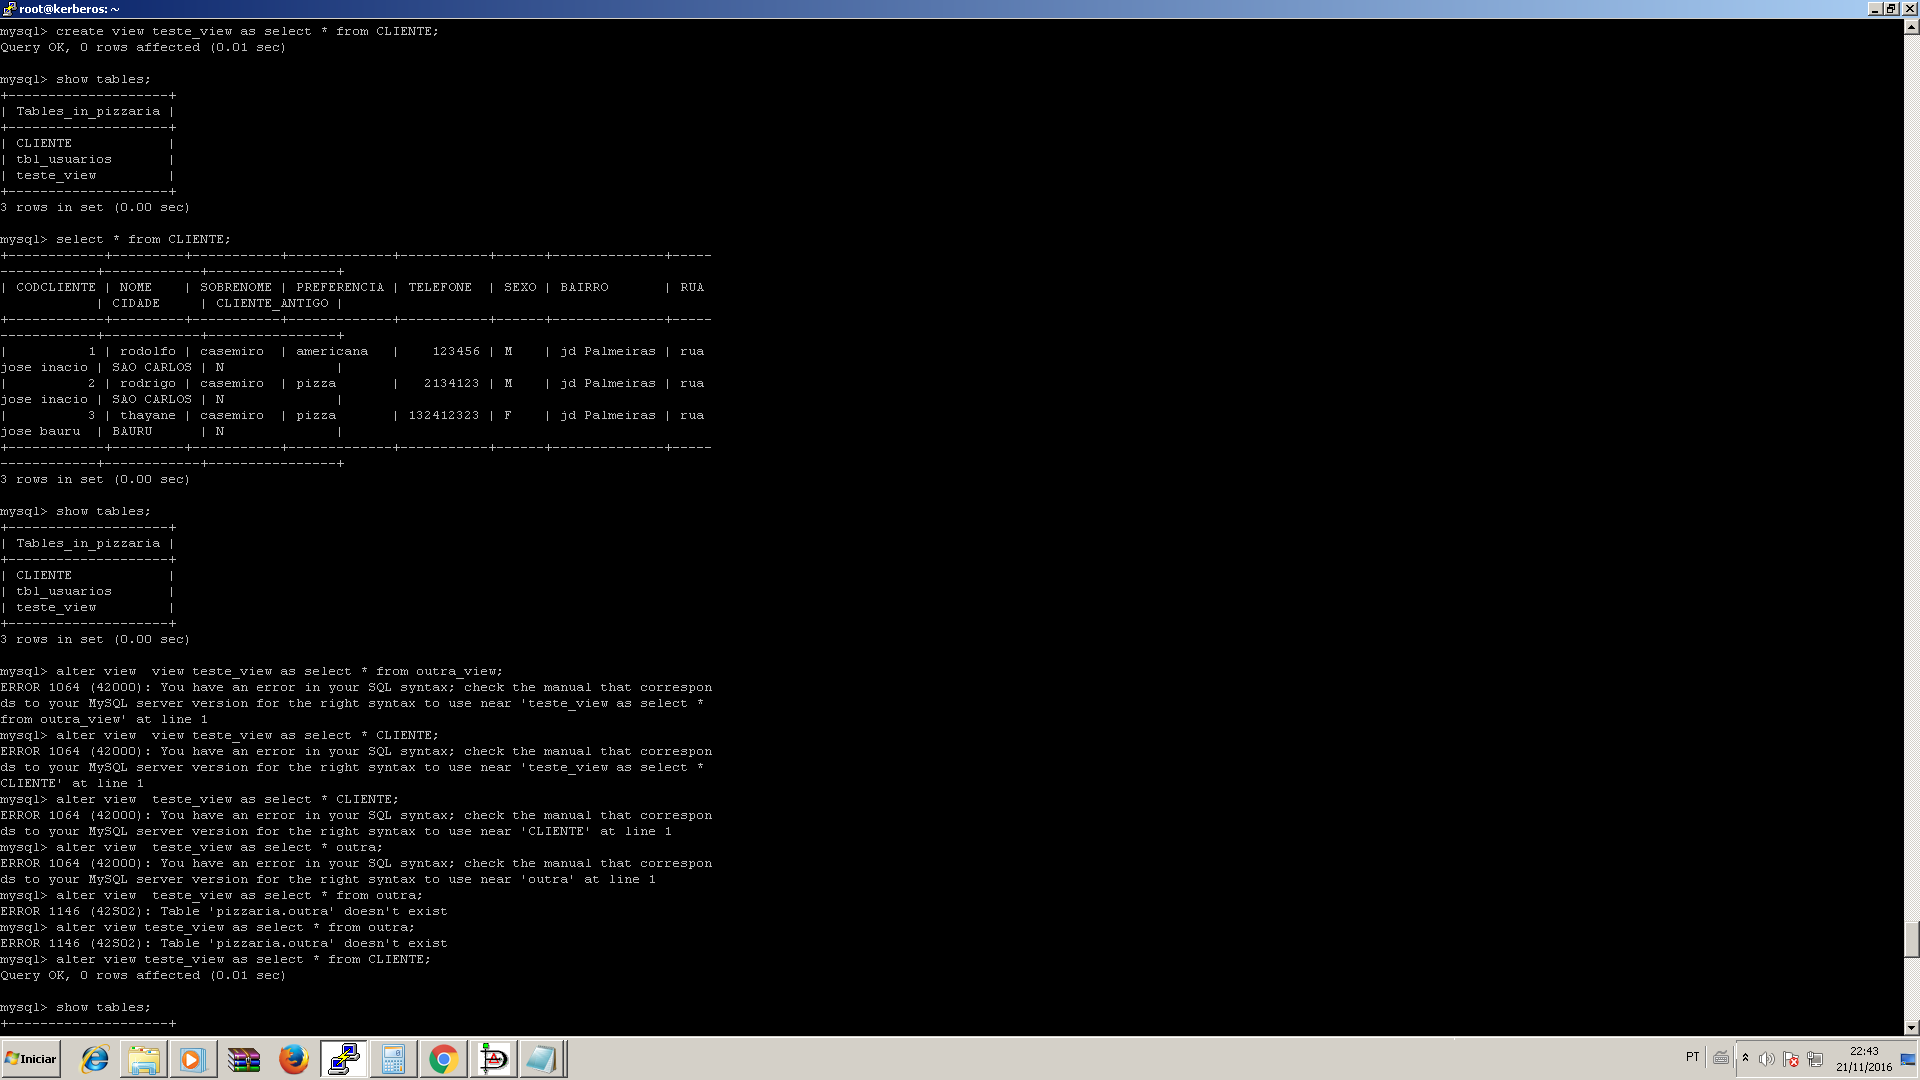 root@kerberos: ~
mysql> create view teste_view as select * from CLIENTE;
Query OK, 0 rows affected (0.01 sec)

mysql> show tables;
+--------------------+
| Tables_in_pizzaria |
+--------------------+
| CLIENTE            |
| tbl_usuarios       |
| teste_view         |
+--------------------+
3 rows in set (0.00 sec)

mysql> select * from CLIENTE;
+------------+---------+-----------+-------------+-----------+------+--------------+-----
------------+------------+----------------+
| CODCLIENTE | NOME    | SOBRENOME | PREFERENCIA | TELEFONE  | SEXO | BAIRRO       | RUA
            | CIDADE     | CLIENTE_ANTIGO |
+------------+---------+-----------+-------------+-----------+------+--------------+-----
------------+------------+----------------+
|          1 | rodolfo | casemiro  | americana   |    123456 | M    | jd Palmeiras | rua
jose inacio | SAO CARLOS | N              |
|          2 | rodrigo | casemiro  | pizza       |   2134123 | M    | jd Palmeiras | rua
jose inacio | SAO CARLOS | N              |
|          3 | thayane | casemiro  | pizza       | 132412323 | F    | jd Palmeiras | rua
jose bauru  | BAURU      | N              |
+------------+---------+-----------+-------------+-----------+------+--------------+-----
------------+------------+----------------+
3 rows in set (0.00 sec)

mysql> show tables;
+--------------------+
| Tables_in_pizzaria |
+--------------------+
| CLIENTE            |
| tbl_usuarios       |
| teste_view         |
+--------------------+
3 rows in set (0.00 sec)

mysql> alter view  view teste_view as select * from outra_view;
ERROR 1064 (42000): You have an error in your SQL syntax; check the manual that correspon
ds to your MySQL server version for the right syntax to use near 'teste_view as select *
from outra_view' at line 1
mysql> alter view  view teste_view as select * CLIENTE;
ERROR 1064 (42000): You have an error in your SQL syntax; check the manual that correspon
ds to your MySQL server version for the right syntax to use near 'teste_view as select *
CLIENTE' at line 1
mysql> alter view  teste_view as select * CLIENTE;
ERROR 1064 (42000): You have an error in your SQL syntax; check the manual that correspon
ds to your MySQL server version for the right syntax to use near 'CLIENTE' at line 1
mysql> alter view  teste_view as select * outra;
ERROR 1064 (42000): You have an error in your SQL syntax; check the manual that correspon
ds to your MySQL server version for the right syntax to use near 'outra' at line 1
mysql> alter view  teste_view as select * from outra;
ERROR 1146 (42S02): Table 'pizzaria.outra' doesn't exist
mysql> alter view teste_view as select * from outra;
ERROR 1146 (42S02): Table 'pizzaria.outra' doesn't exist
mysql> alter view teste_view as select * from CLIENTE;
Query OK, 0 rows affected (0.01 sec)

mysql> show tables;
+--------------------+
Iniciar
PT
22:43
21/11/2016